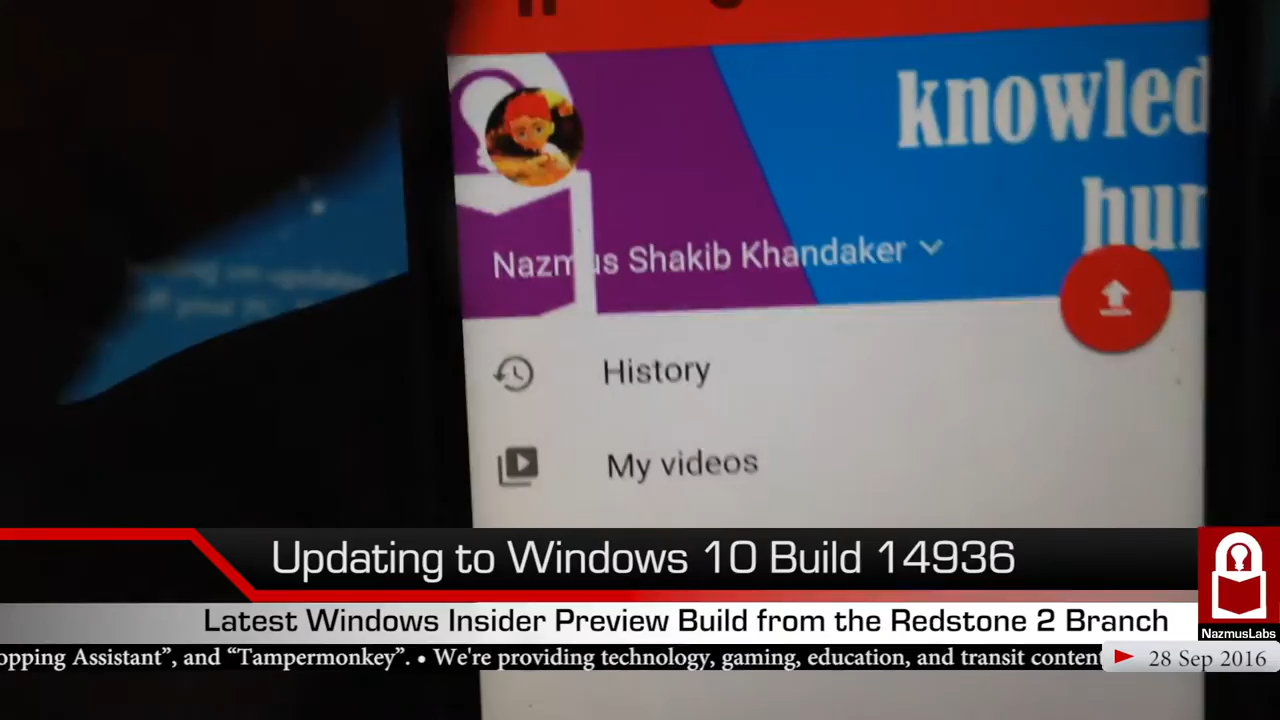 knowled
hun
Nazmus Shakib Khandaker
History
My videos
Updating to Windows 10 Build 14936
Latest Windows Insider Preview Build from the Redstone 2 Branch
NazmusLabs
opping Assistant”, and “Tampermonkey”. • We're providing technology, gaming, education, and transit content
28 Sep 2016